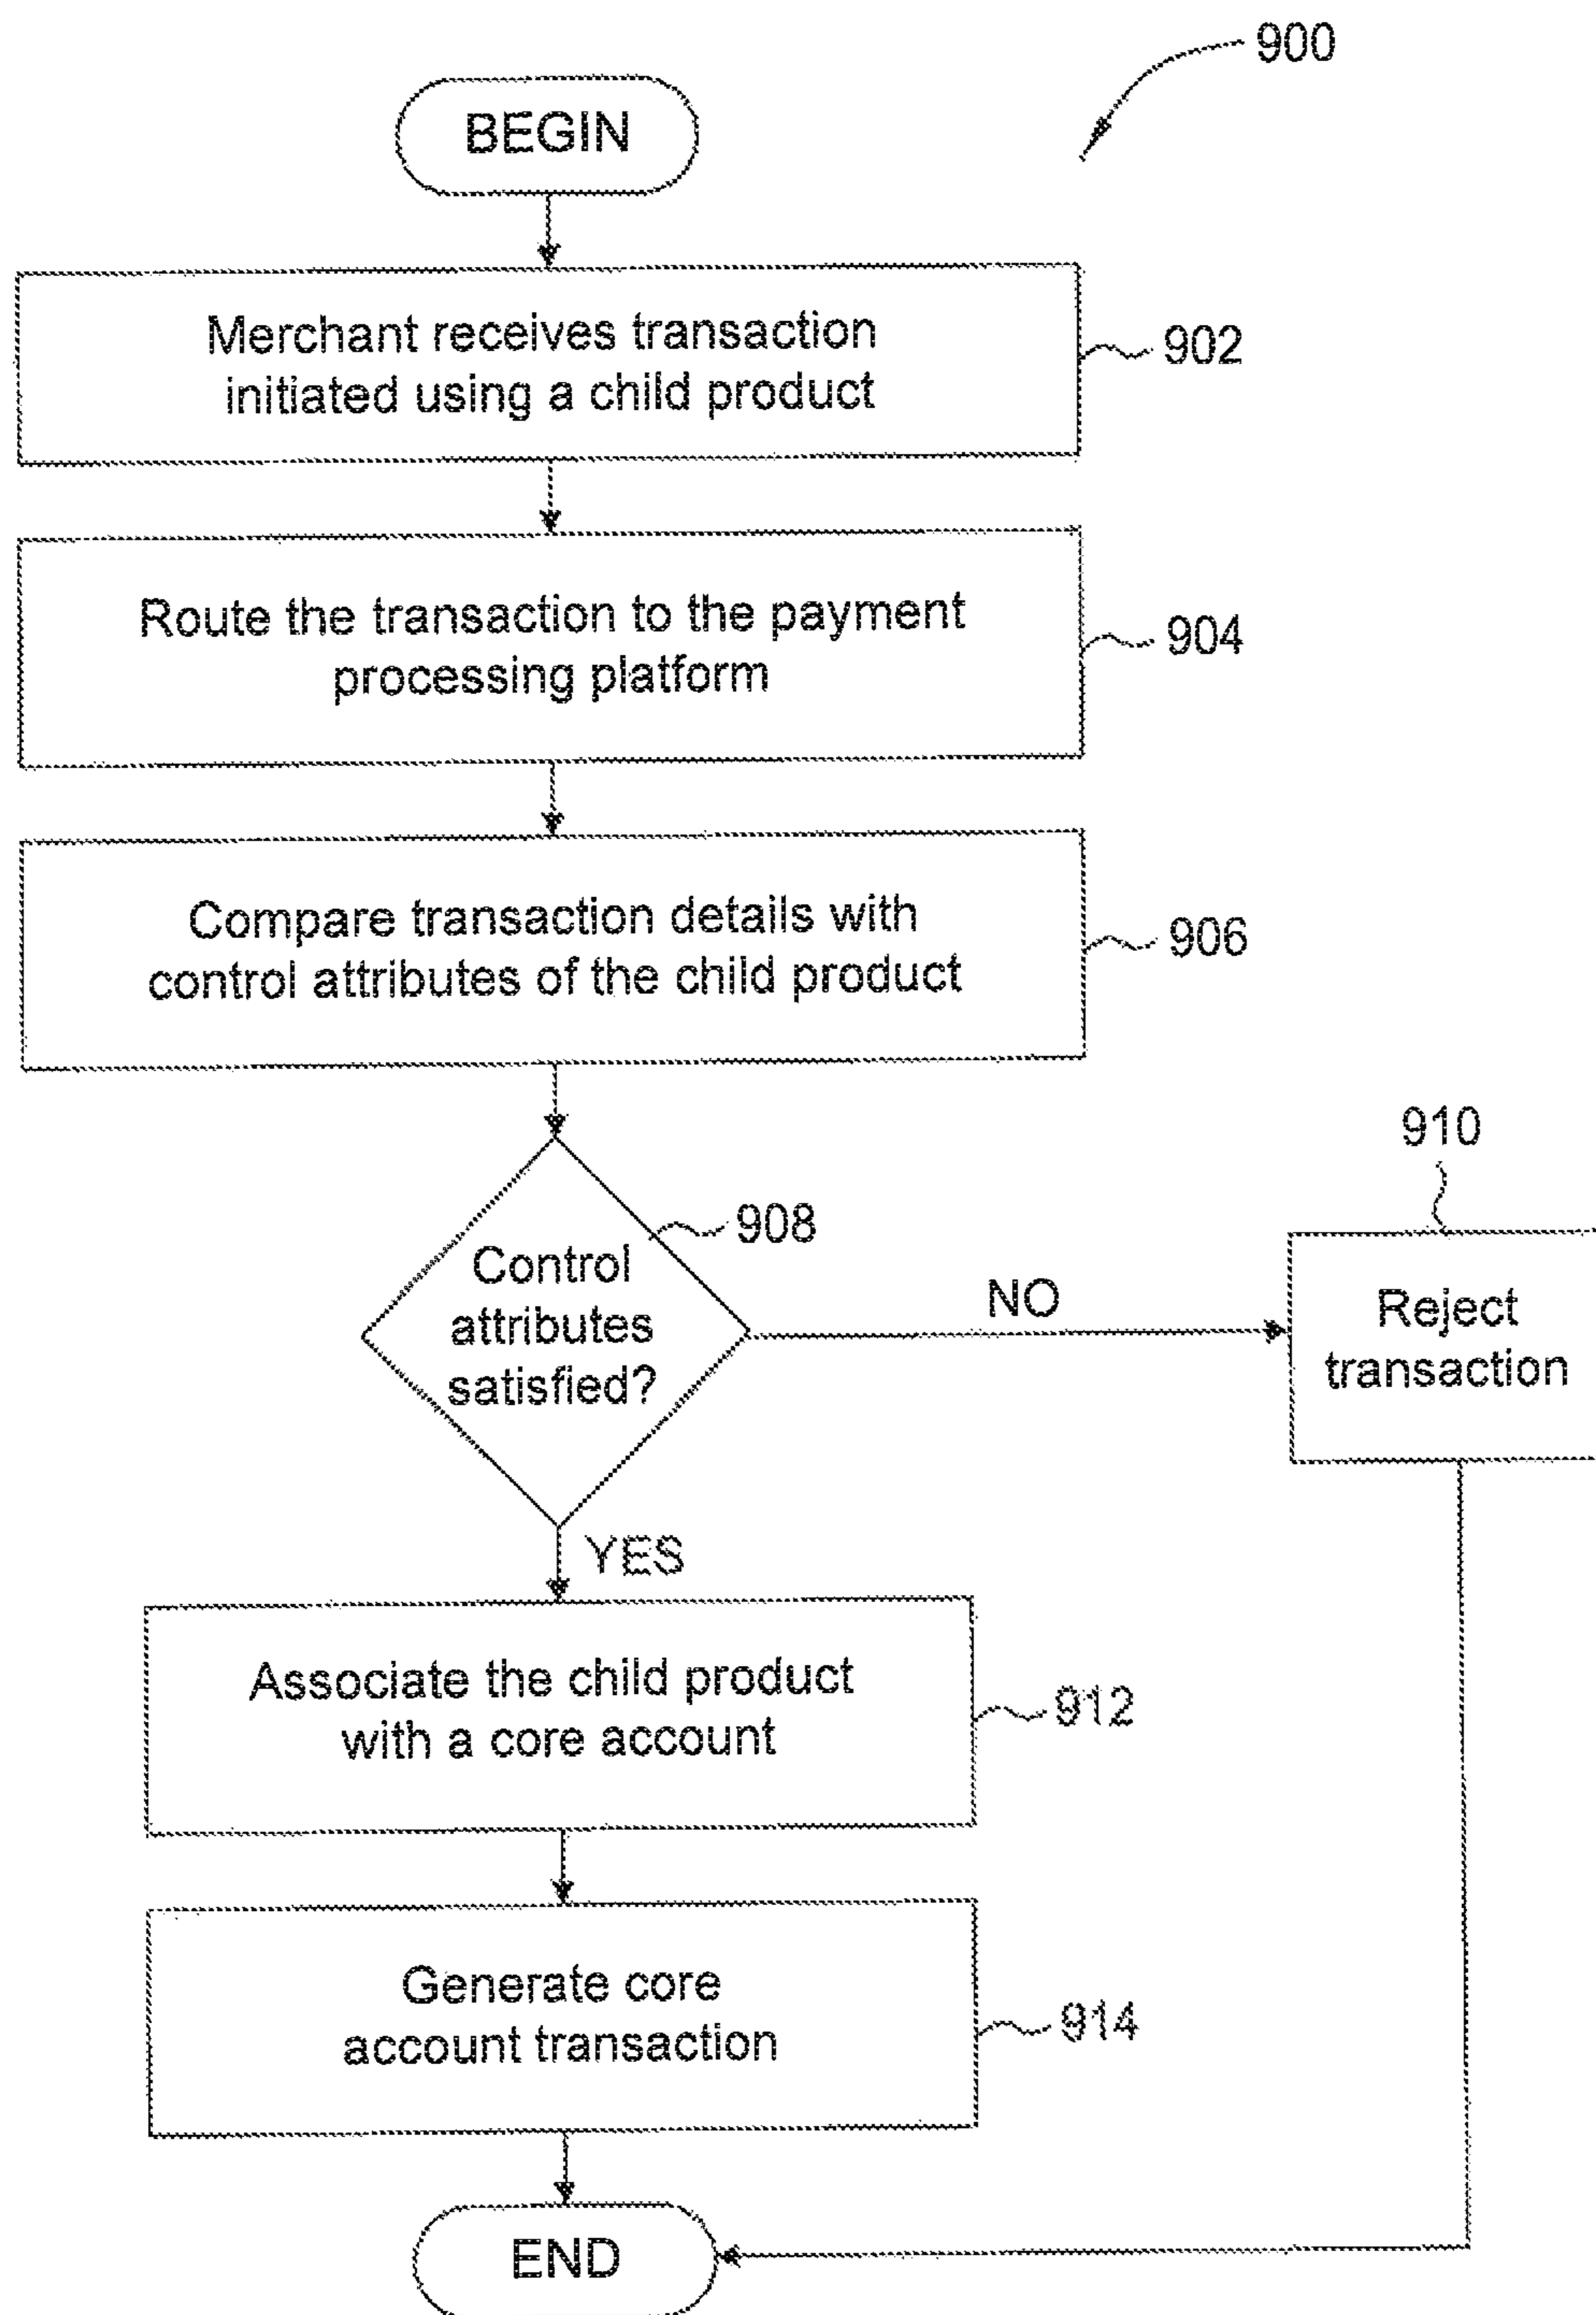 900
BEGIN
Merchant receives transaction
initiated using a child product
902
Route the transaction to the payment
processing platform
904
Compare transaction details with
control attributes of the child product
906
908
Control
attributes
satisfied?
NO
910
Reject
transaction
YES
Associate the child product
with a core account
912
Generate core
account transaction
914
END